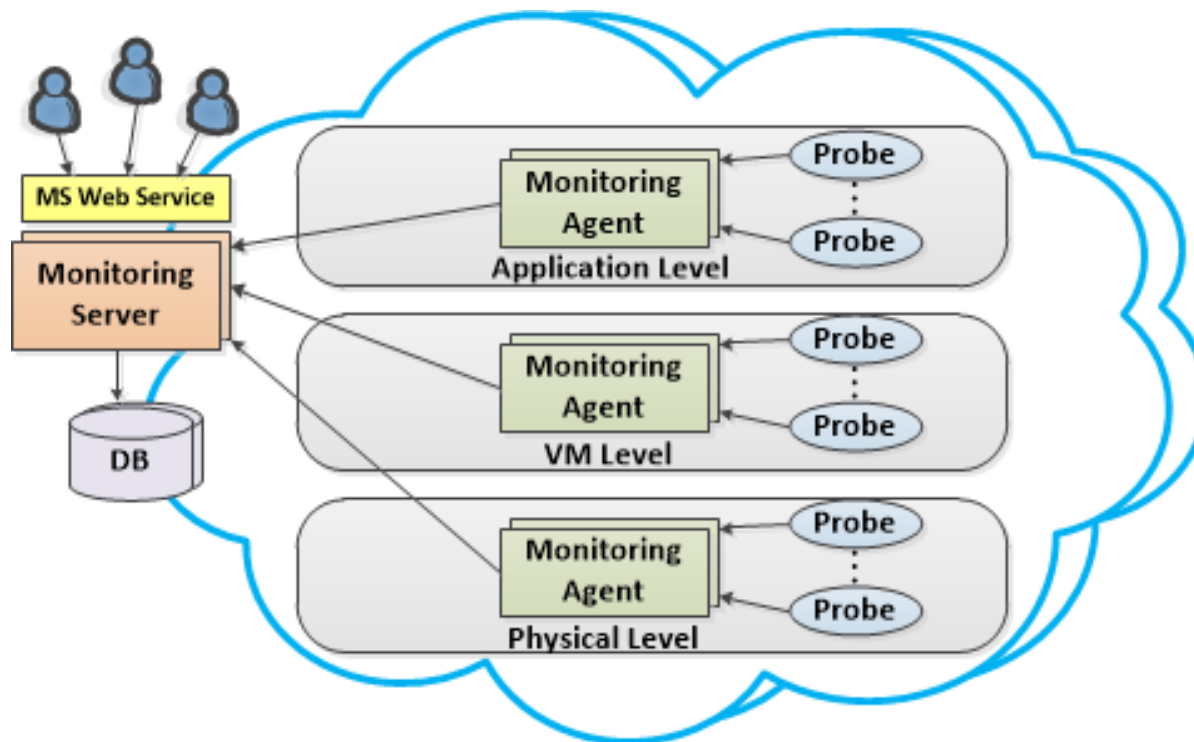 MS Web Service
Monitoring
Server
DB
Monitoring
Agent
Application Level
Probe
Probe
Monitoring
Agent
VM Level
Probe
Probe
Monitoring
Agent
Physical Level
Probe
Probe